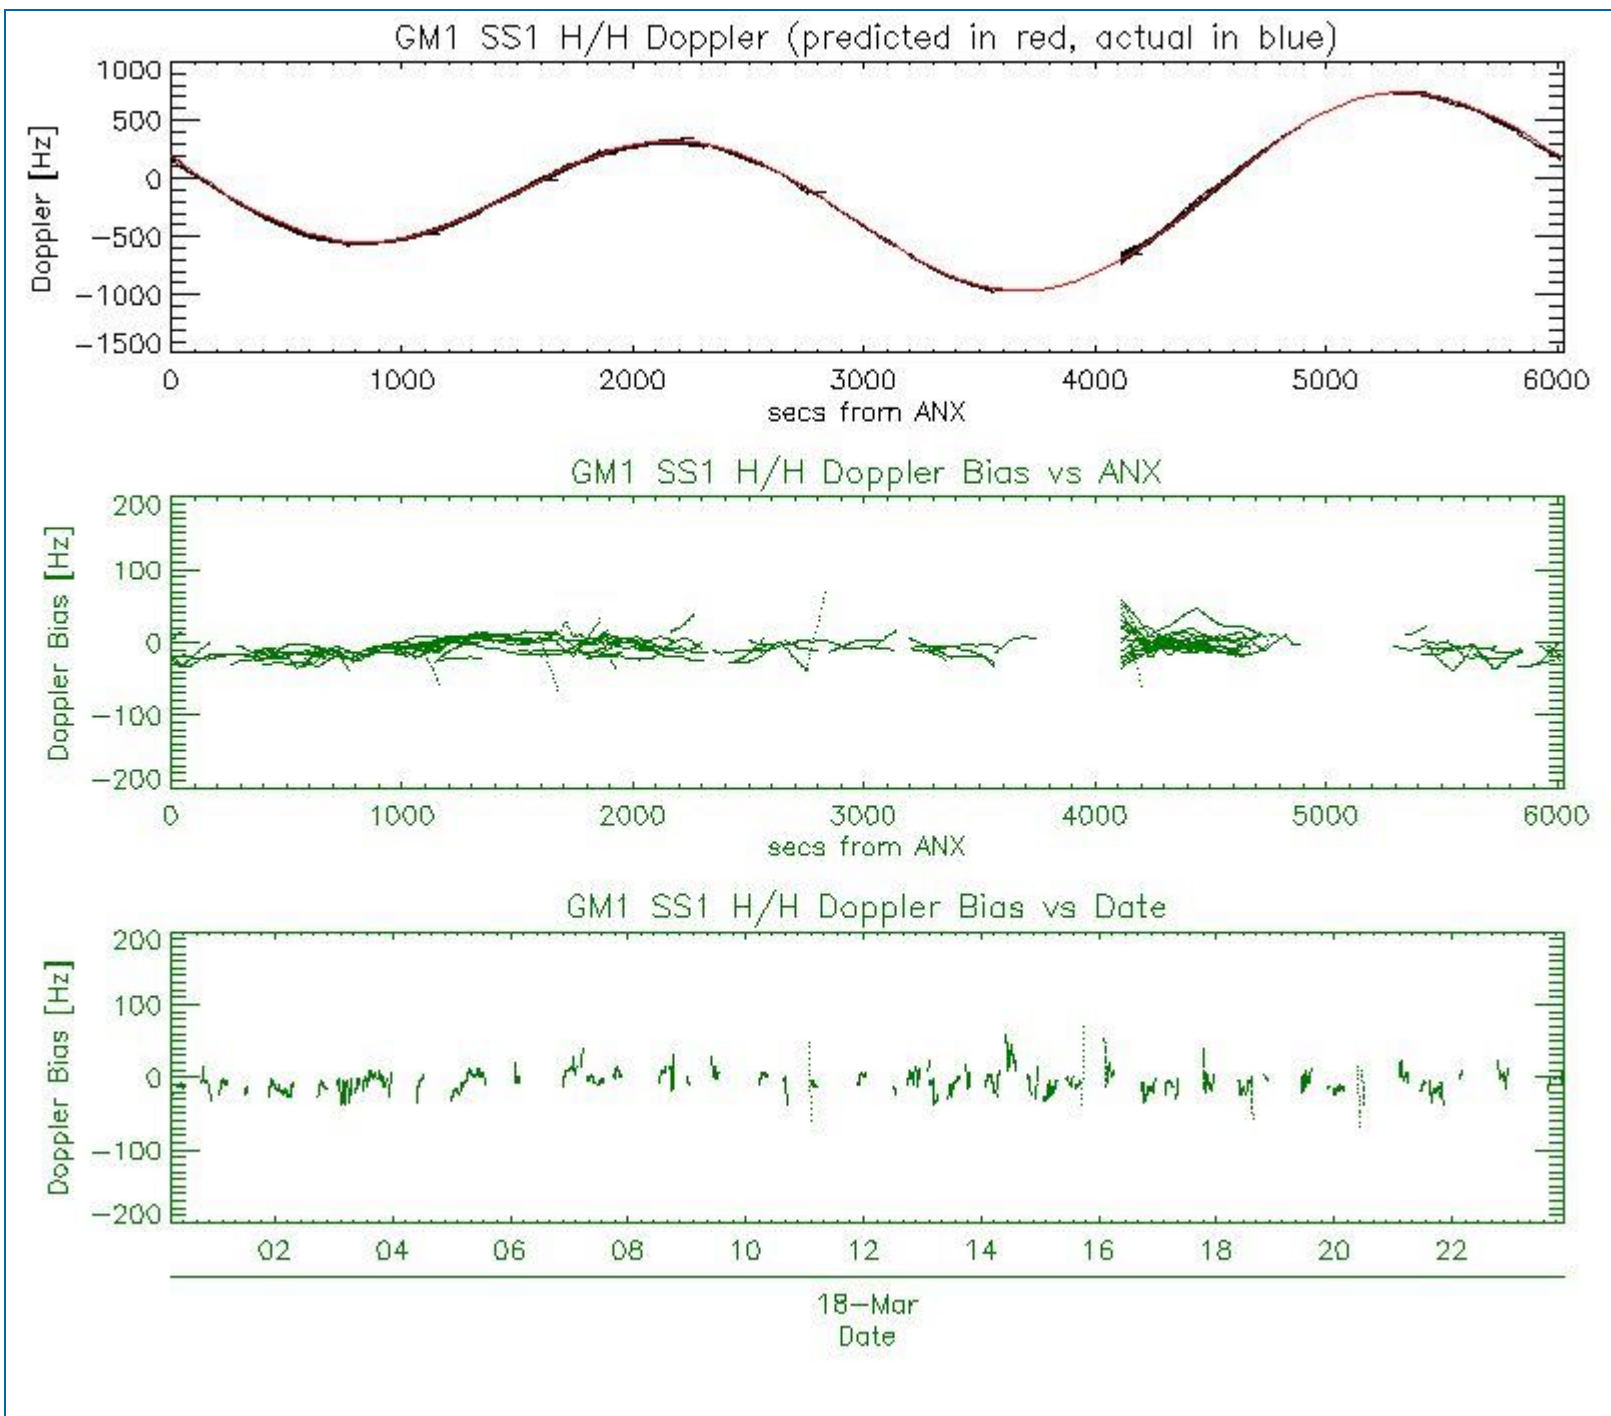 GM1 SS1 H/H Doppler (predicted in red, actual in blue)
1000
500
0
-500
-1000
-1500
Doppler [Hz]
0 1000 2000 3000 4000 5000 6000
secs from ANX
GM1 SS1 H/H Doppler Bias vs ANX
200
100
0
-100
-200
Doppler Bias [Hz]
0 1000 2000 3000 4000 5000 6000
secs from ANX
GM1 SS1 H/H Doppler Bias vs Date
200
100
0
-100
-200
Doppler Bias [Hz]
02 04 06 08 10 12 14 16 18 20 22
18-Mar
Date